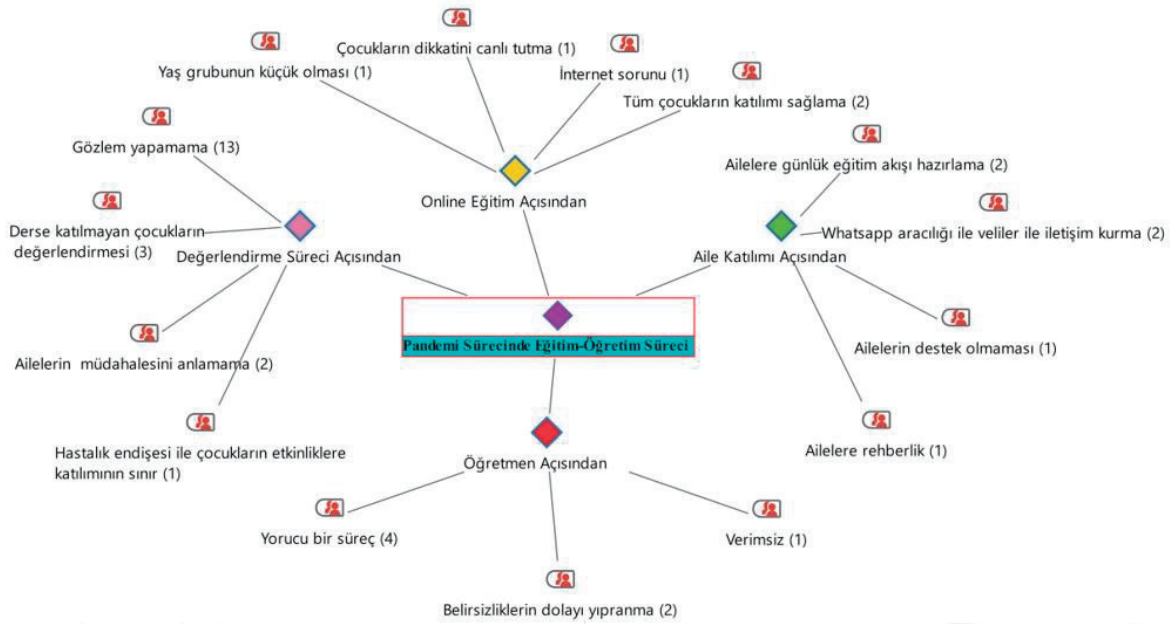 Çocukların dikkatini canlı tutma (1)
Yaş grubunun küçük olması (1)
İnternet sorunu (1)
Tüm çocukların katılımı sağlama (2)
Gözlem yapamama (13)
Ailelere günlük eğitim akışı hazırlama (2)
Online Eğitim Açısından
Derse katılmayan çocukların
değerlendirmesi (3)
Değerlendirme Süreci Açısından
Whatsapp aracılığı ile veliler ile iletişim kurma (2)
Aile Katılımı Açısından
Pandemi Sürecinde Eğitim-Öğretim Süreci
Ailelerin müdahalesini anlamama (2)
Ailelerin destek olmaması (1)
Hastalık endişesi ile çocukların etkinliklere
katılımının sınır (1)
Ailelere rehberlik (1)
Öğretmen Açısından
Yorucu bir süreç (4)
Verimsiz (1)
Belirsizliklerin dolayı yıpranma (2)